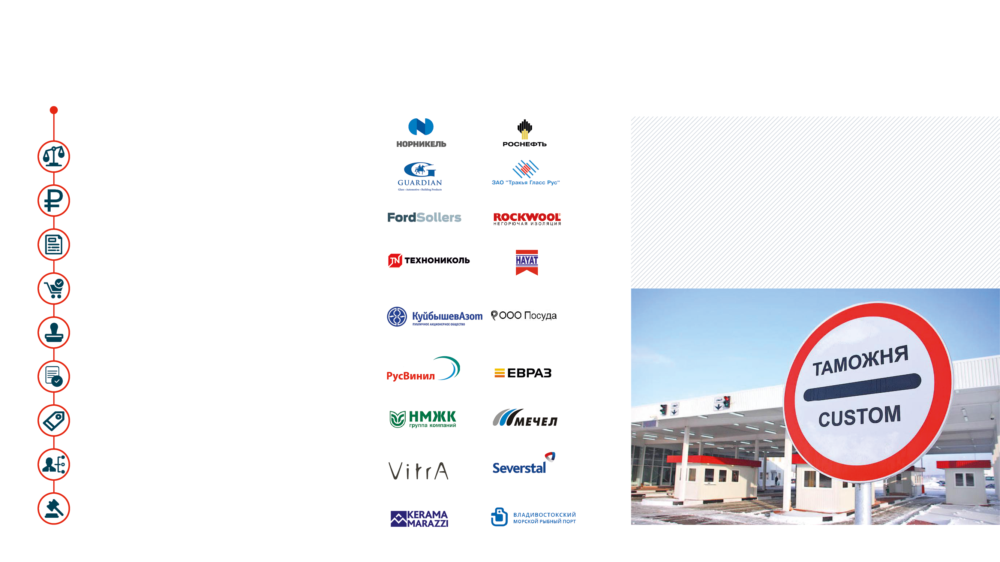 НОРНИКЕЛЬ
РОСНЕФТЬ
GUARDIAN
Glass • Automotive • Building Products
ЗАО "Тракья Гласс Рус"
FordSollers
ROCKWOOL®
НЕГОРЮЧАЯ ИЗОЛЯЦИЯ
TN ТЕХНОНИКОЛЬ
HAYAT
КуйбышевАзот
ПУБЛИЧНОЕ АКЦИОНЕРНОЕ ОБЩЕСТВО
ООО Посуда
РусВинил
ЕВРАЗ
НМЖК
группа компаний
МЕЧЕЛ
VitrA
Severstal
KERAMA
MARAZZI
ВЛАДИВОСТОКСКИЙ
МОРСКОЙ РЫБНЫЙ ПОРТ
ТАМОЖНЯ
CUSTOM